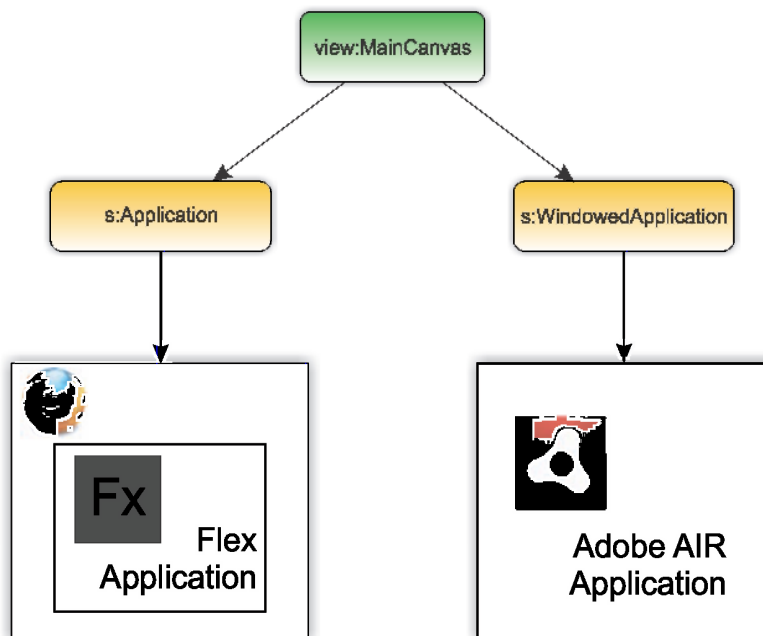 view:MainCanvas
s:Application
s:WindowedApplication
Fx
Flex
Application
Adobe AIR
Application